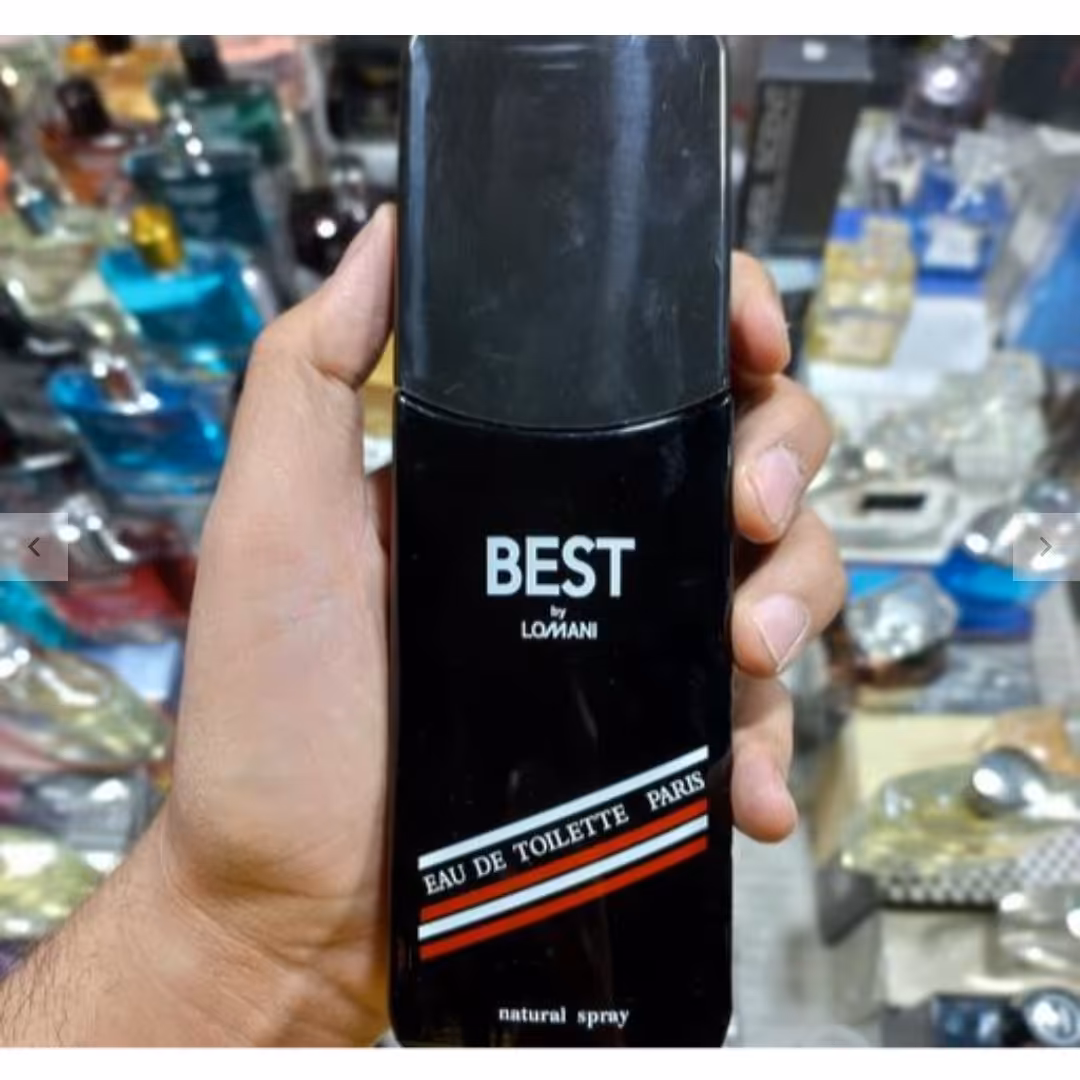 BEST
by
LOMANI
EAU DE TOILETTE PARIS
natural spray